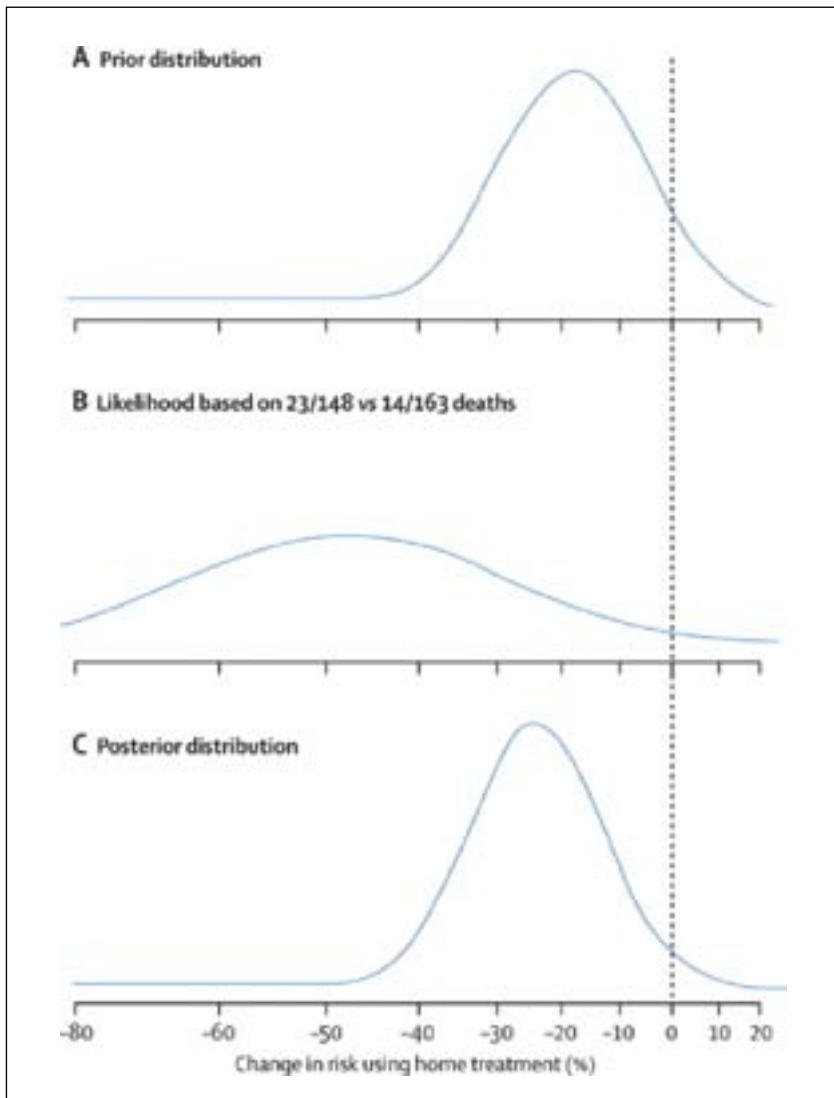 A Prior distribution
B Likelihood based on 23/148 vs 14/163 deaths
C Posterior distribution
–80 –60 –50 –40 –30 –20 –10 0 10 20
Change in risk using home treatment (%)